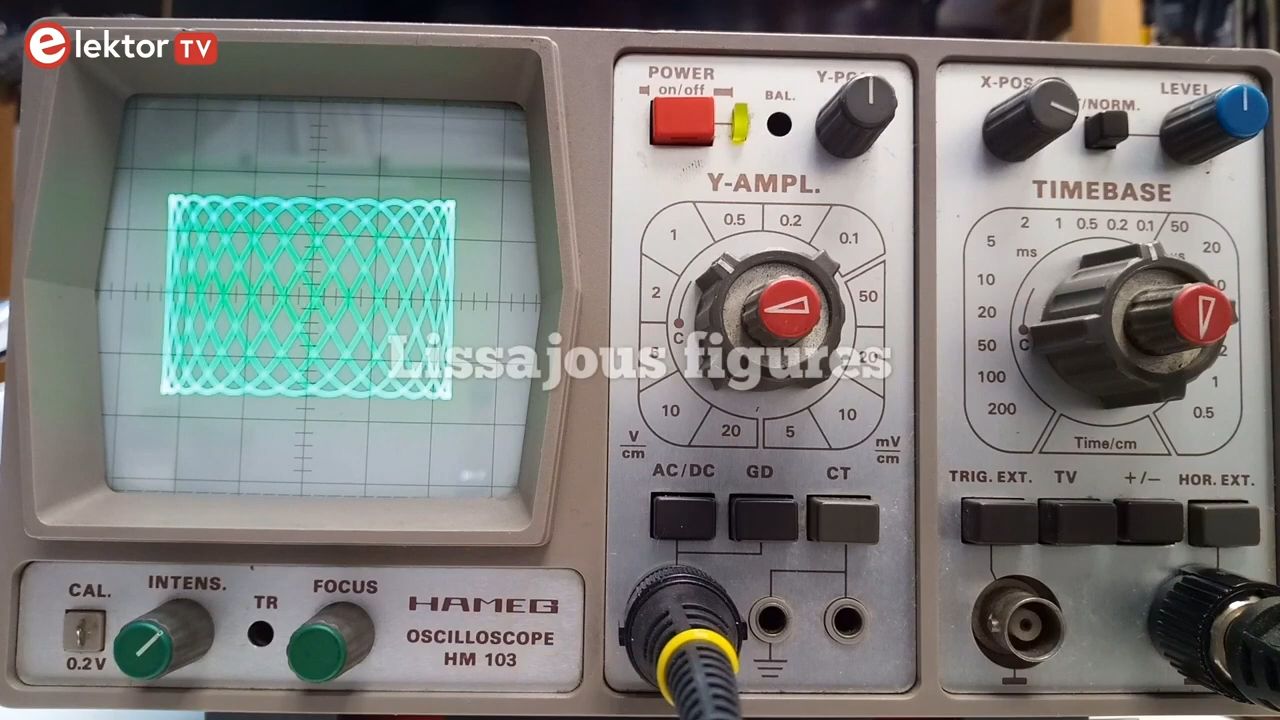 elektor TV
POWER
on/off
BAL.
Y-AMPL.
0.5 0.2
1 0.1
2 50
C
20
10 10
20 5
V
cm
mV
cm
AC/DC GD CT
X-POS
/NORM.
LEVEL
TIMEBASE
2 1 0.5 0.2 0.1 50
5 20
ms
10
20
50
C
2
100 1
200 0.5
Time/cm
TRIG. EXT. TV +/− HOR. EXT.
Lissajous figures
CAL.
0.2 V
INTENS.
TR
FOCUS
HAMEG
OSCILLOSCOPE
HM 103